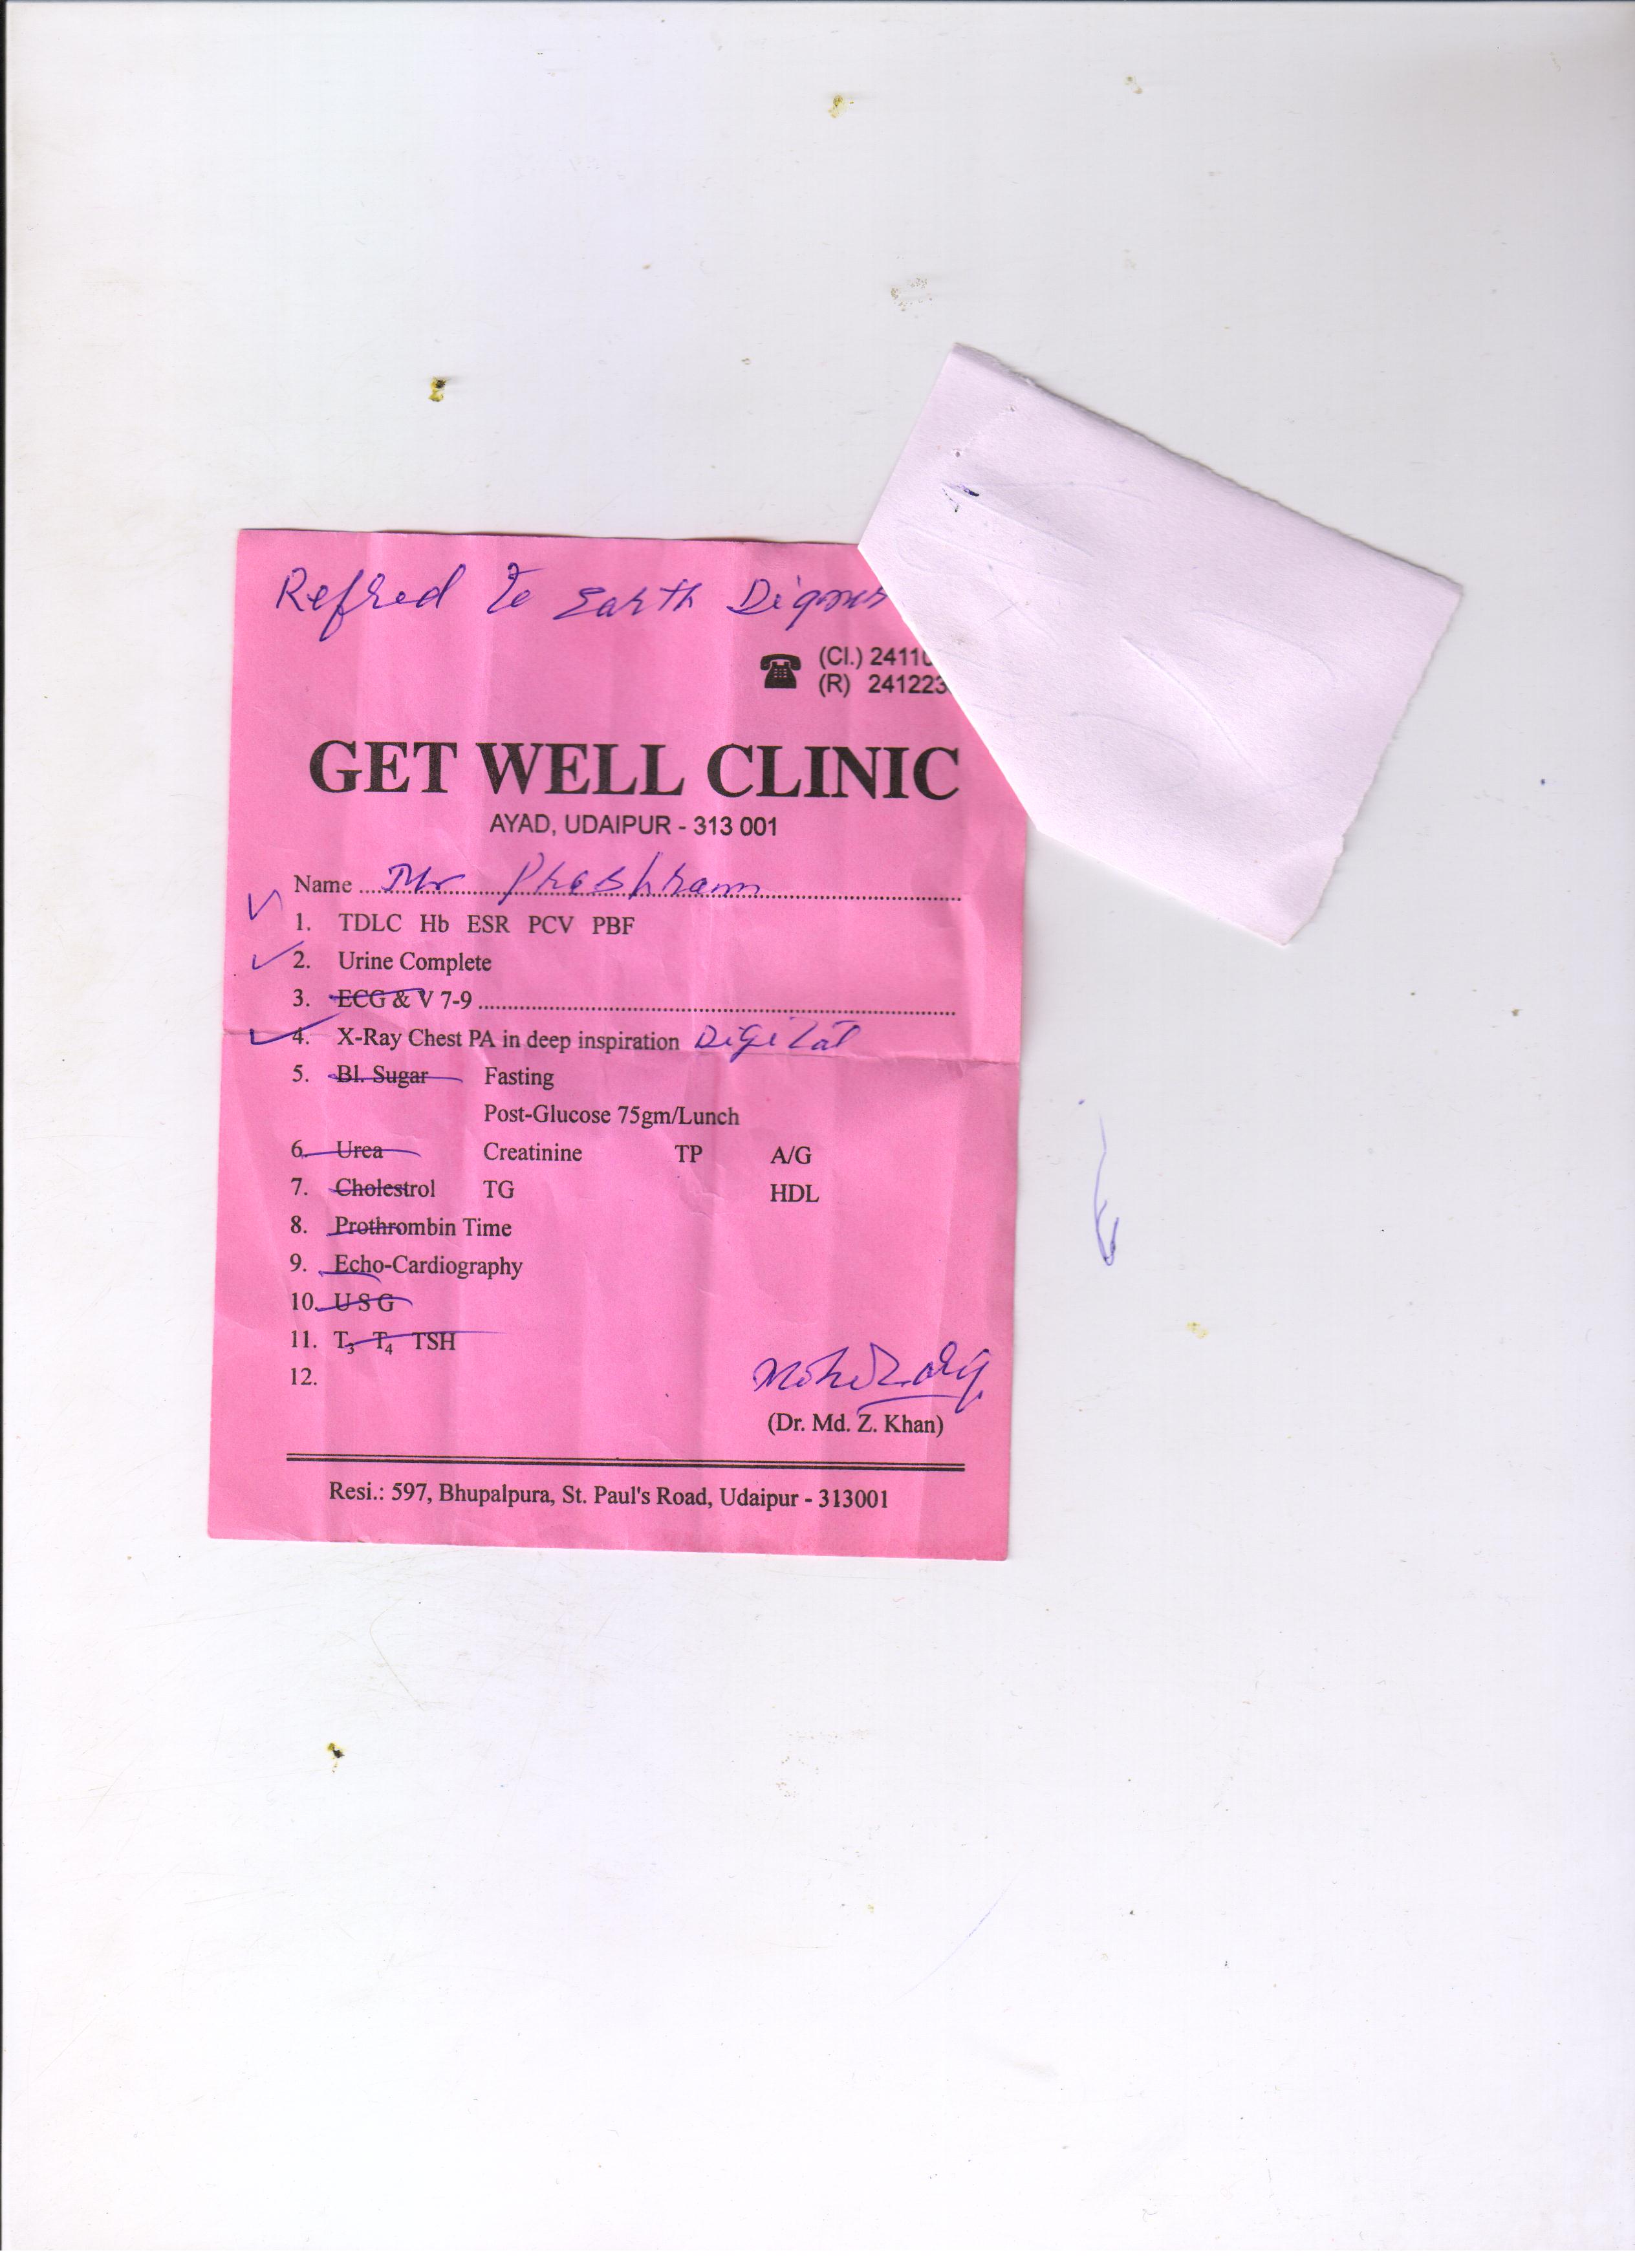 Refred to Earth
(Cl.) 2411
(R) 241223
GET WELL CLINIC
AYAD, UDAIPUR - 313 001
Name Mr
1. TDLC Hb ESR PCV PBF
2. Urine Complete
3. ECG & V 7-9
4. X-Ray Chest PA in deep inspiration Digital
5. Bl. Sugar Fasting
Post-Glucose 75gm/Lunch
6. Urea Creatinine TP A/G
7. Cholestrol TG HDL
8. Prothrombin Time
9. Echo-Cardiography
10. U S G
11. T₃ T₄ TSH
12.
(Dr. Md. Z. Khan)
Resi.: 597, Bhupalpura, St. Paul's Road, Udaipur - 313001